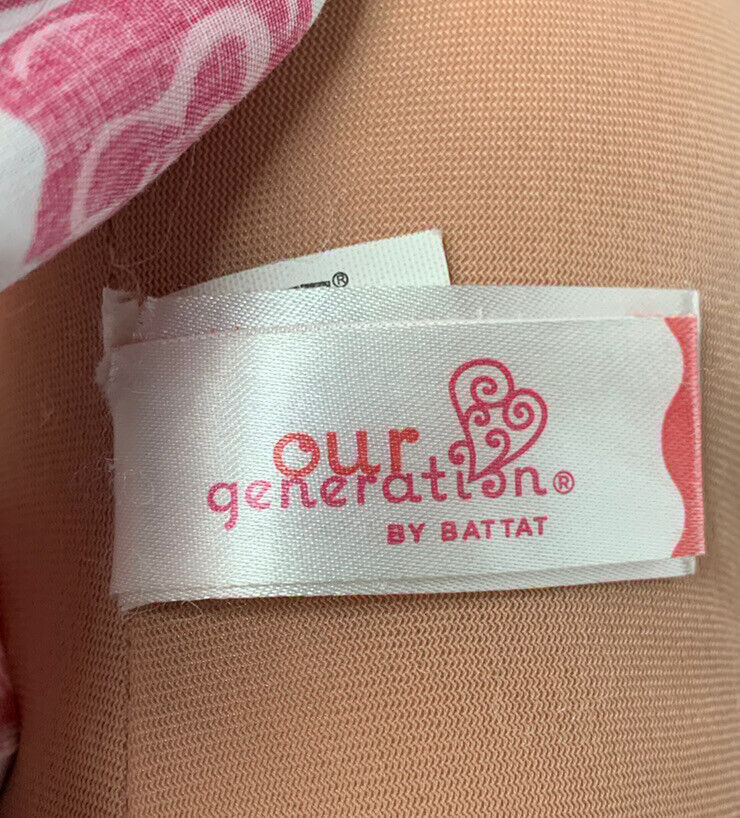 ®
our
generation®
BY BATTAT